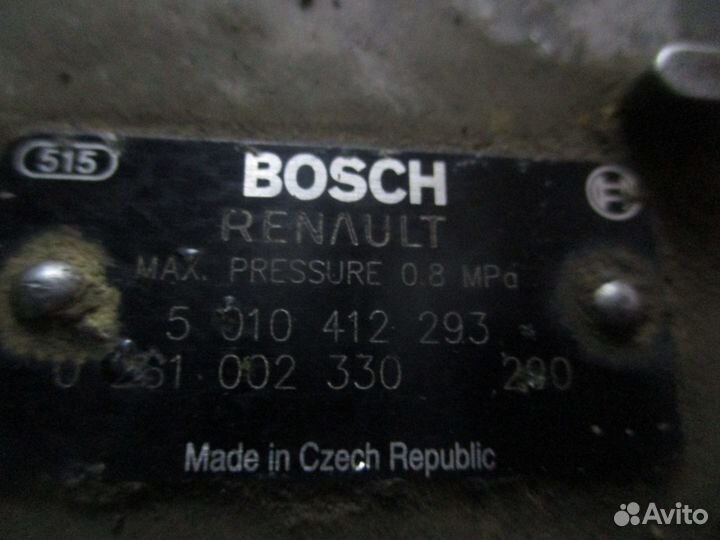 515
BOSCH
RENAULT
MAX. PRESSURE 0.8 MPa
5 010 412 293
002 330
Made in Czech Republic
Avito